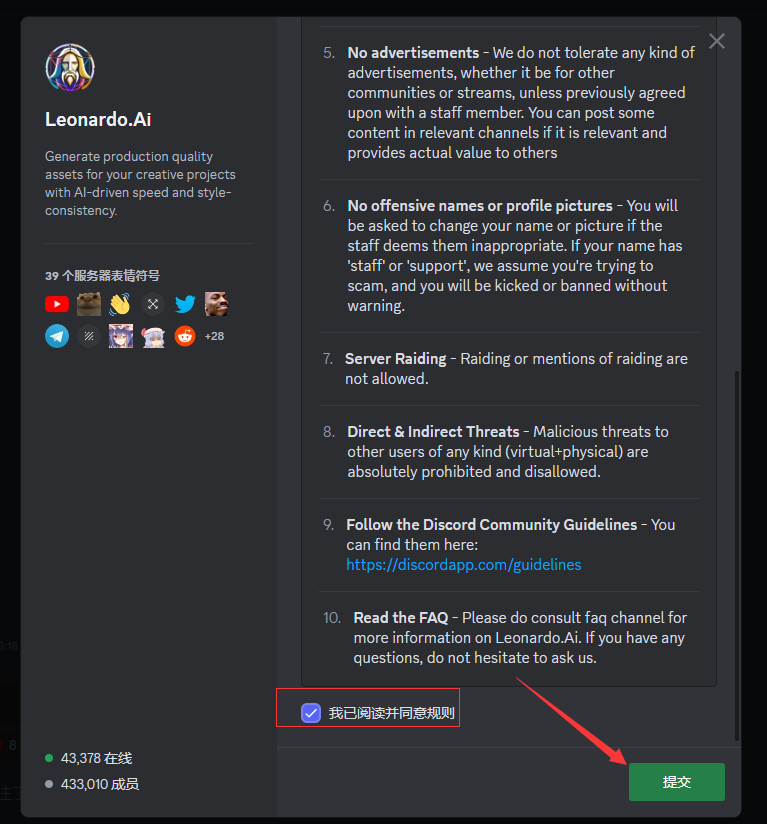 Leonardo.Ai
Generate production quality
assets for your creative projects
with AI-driven speed and style-
consistency.
39 个服务器表情符号
+28
43,378 在线
433,010 成员
5. No advertisements - We do not tolerate any kind of
advertisements, whether it be for other
communities or streams, unless previously agreed
upon with a staff member. You can post some
content in relevant channels if it is relevant and
provides actual value to others
6. No offensive names or profile pictures - You will
be asked to change your name or picture if the
staff deems them inappropriate. If your name has
'staff' or 'support', we assume you're trying to
scam, and you will be kicked or banned without
warning.
7. Server Raiding - Raiding or mentions of raiding are
not allowed.
8. Direct & Indirect Threats - Malicious threats to
other users of any kind (virtual+physical) are
absolutely prohibited and disallowed.
9. Follow the Discord Community Guidelines - You
can find them here:
https://discordapp.com/guidelines
10. Read the FAQ - Please do consult faq channel for
more information on Leonardo.Ai. If you have any
questions, do not hesitate to ask us.
我已阅读并同意规则
提交